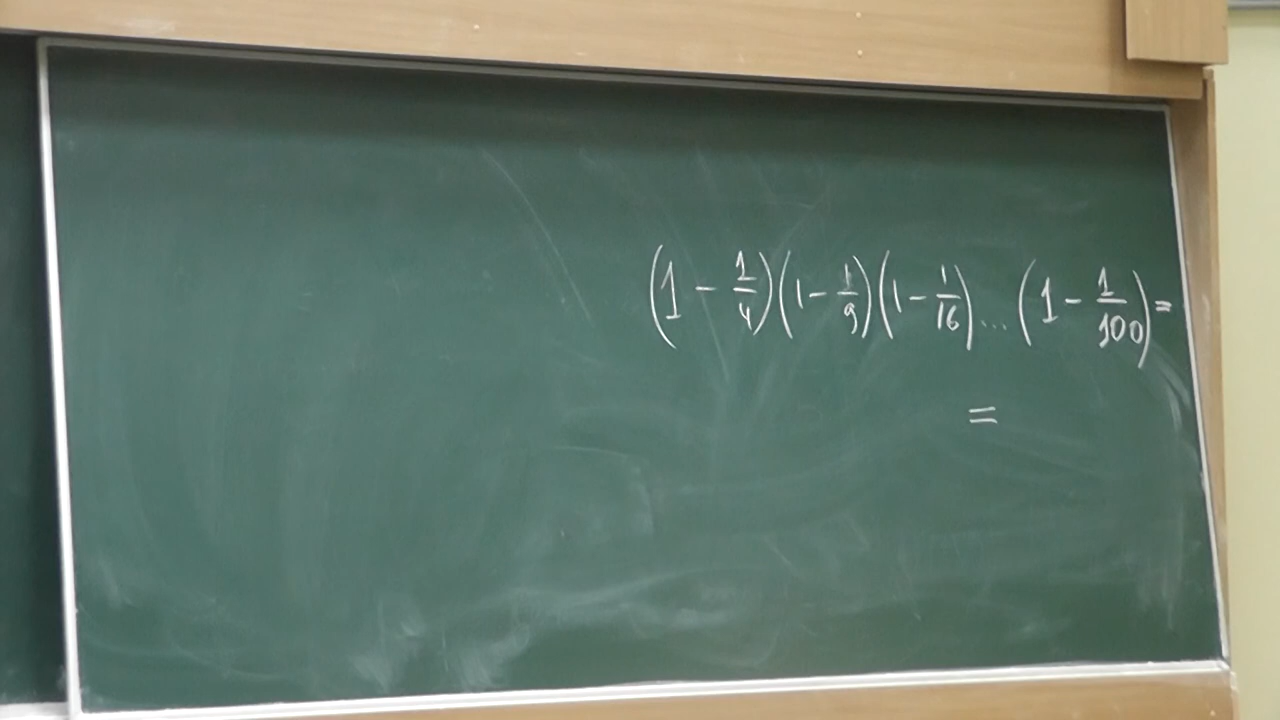 (1 - 1/4)(1 - 1/9)(1 - 1/16)...(1 - 1/100) =
=